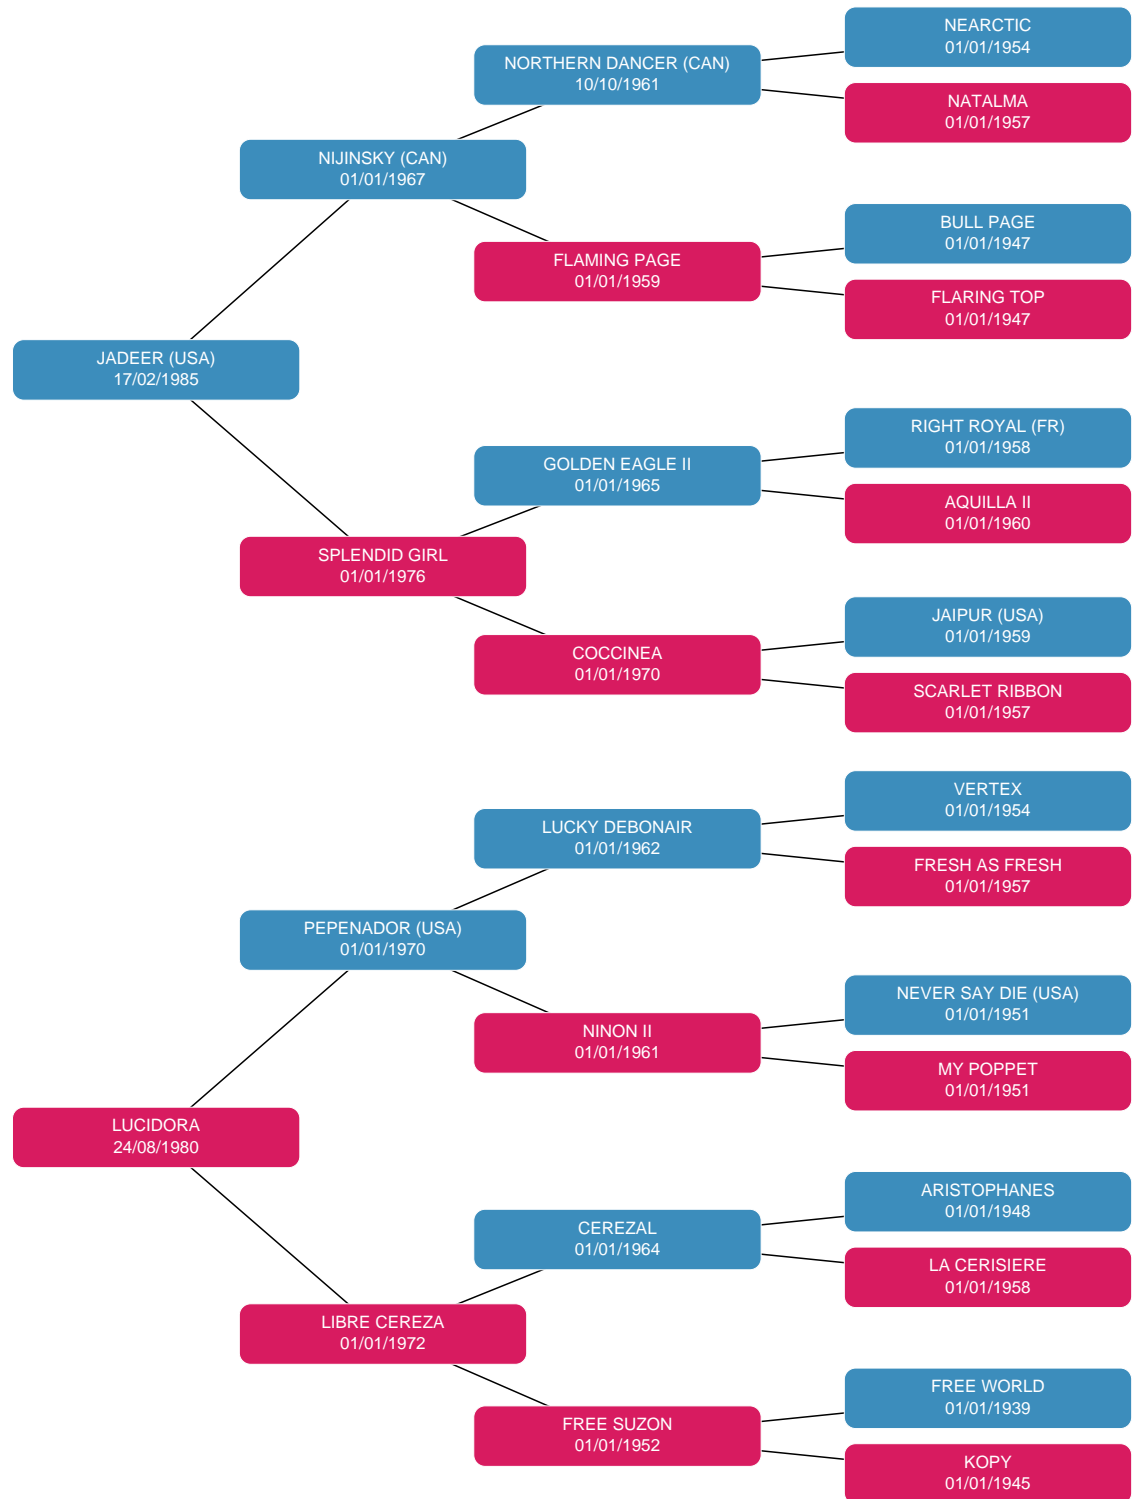 NEARCTIC
01/01/1954
NORTHERN DANCER (CAN)
10/10/1961
NATALMA
01/01/1957
NIJINSKY (CAN)
01/01/1967
BULL PAGE
01/01/1947
FLAMING PAGE
01/01/1959
FLARING TOP
01/01/1947
JADEER (USA)
17/02/1985
RIGHT ROYAL (FR)
01/01/1958
GOLDEN EAGLE II
01/01/1965
AQUILLA II
01/01/1960
SPLENDID GIRL
01/01/1976
JAIPUR (USA)
01/01/1959
COCCINEA
01/01/1970
SCARLET RIBBON
01/01/1957
VERTEX
01/01/1954
LUCKY DEBONAIR
01/01/1962
FRESH AS FRESH
01/01/1957
PEPENADOR (USA)
01/01/1970
NEVER SAY DIE (USA)
01/01/1951
NINON II
01/01/1961
MY POPPET
01/01/1951
LUCIDORA
24/08/1980
ARISTOPHANES
01/01/1948
CEREZAL
01/01/1964
LA CERISIERE
01/01/1958
LIBRE CEREZA
01/01/1972
FREE WORLD
01/01/1939
FREE SUZON
01/01/1952
KOPY
01/01/1945